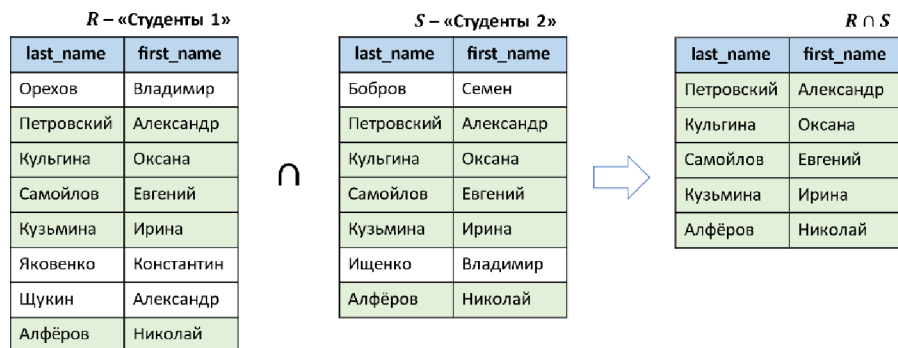 R – «Студенты 1»
last_name first_name
Орехов Владимир
Петровский Александр
Кульгина Оксана
Самойлов Евгений
Кузьмина Ирина
Яковенко Константин
Щукин Александр
Алфёров Николай
∩
S – «Студенты 2»
last_name first_name
Бобров Семен
Петровский Александр
Кульгина Оксана
Самойлов Евгений
Кузьмина Ирина
Ищенко Владимир
Алфёров Николай
R ∩ S
last_name first_name
Петровский Александр
Кульгина Оксана
Самойлов Евгений
Кузьмина Ирина
Алфёров Николай